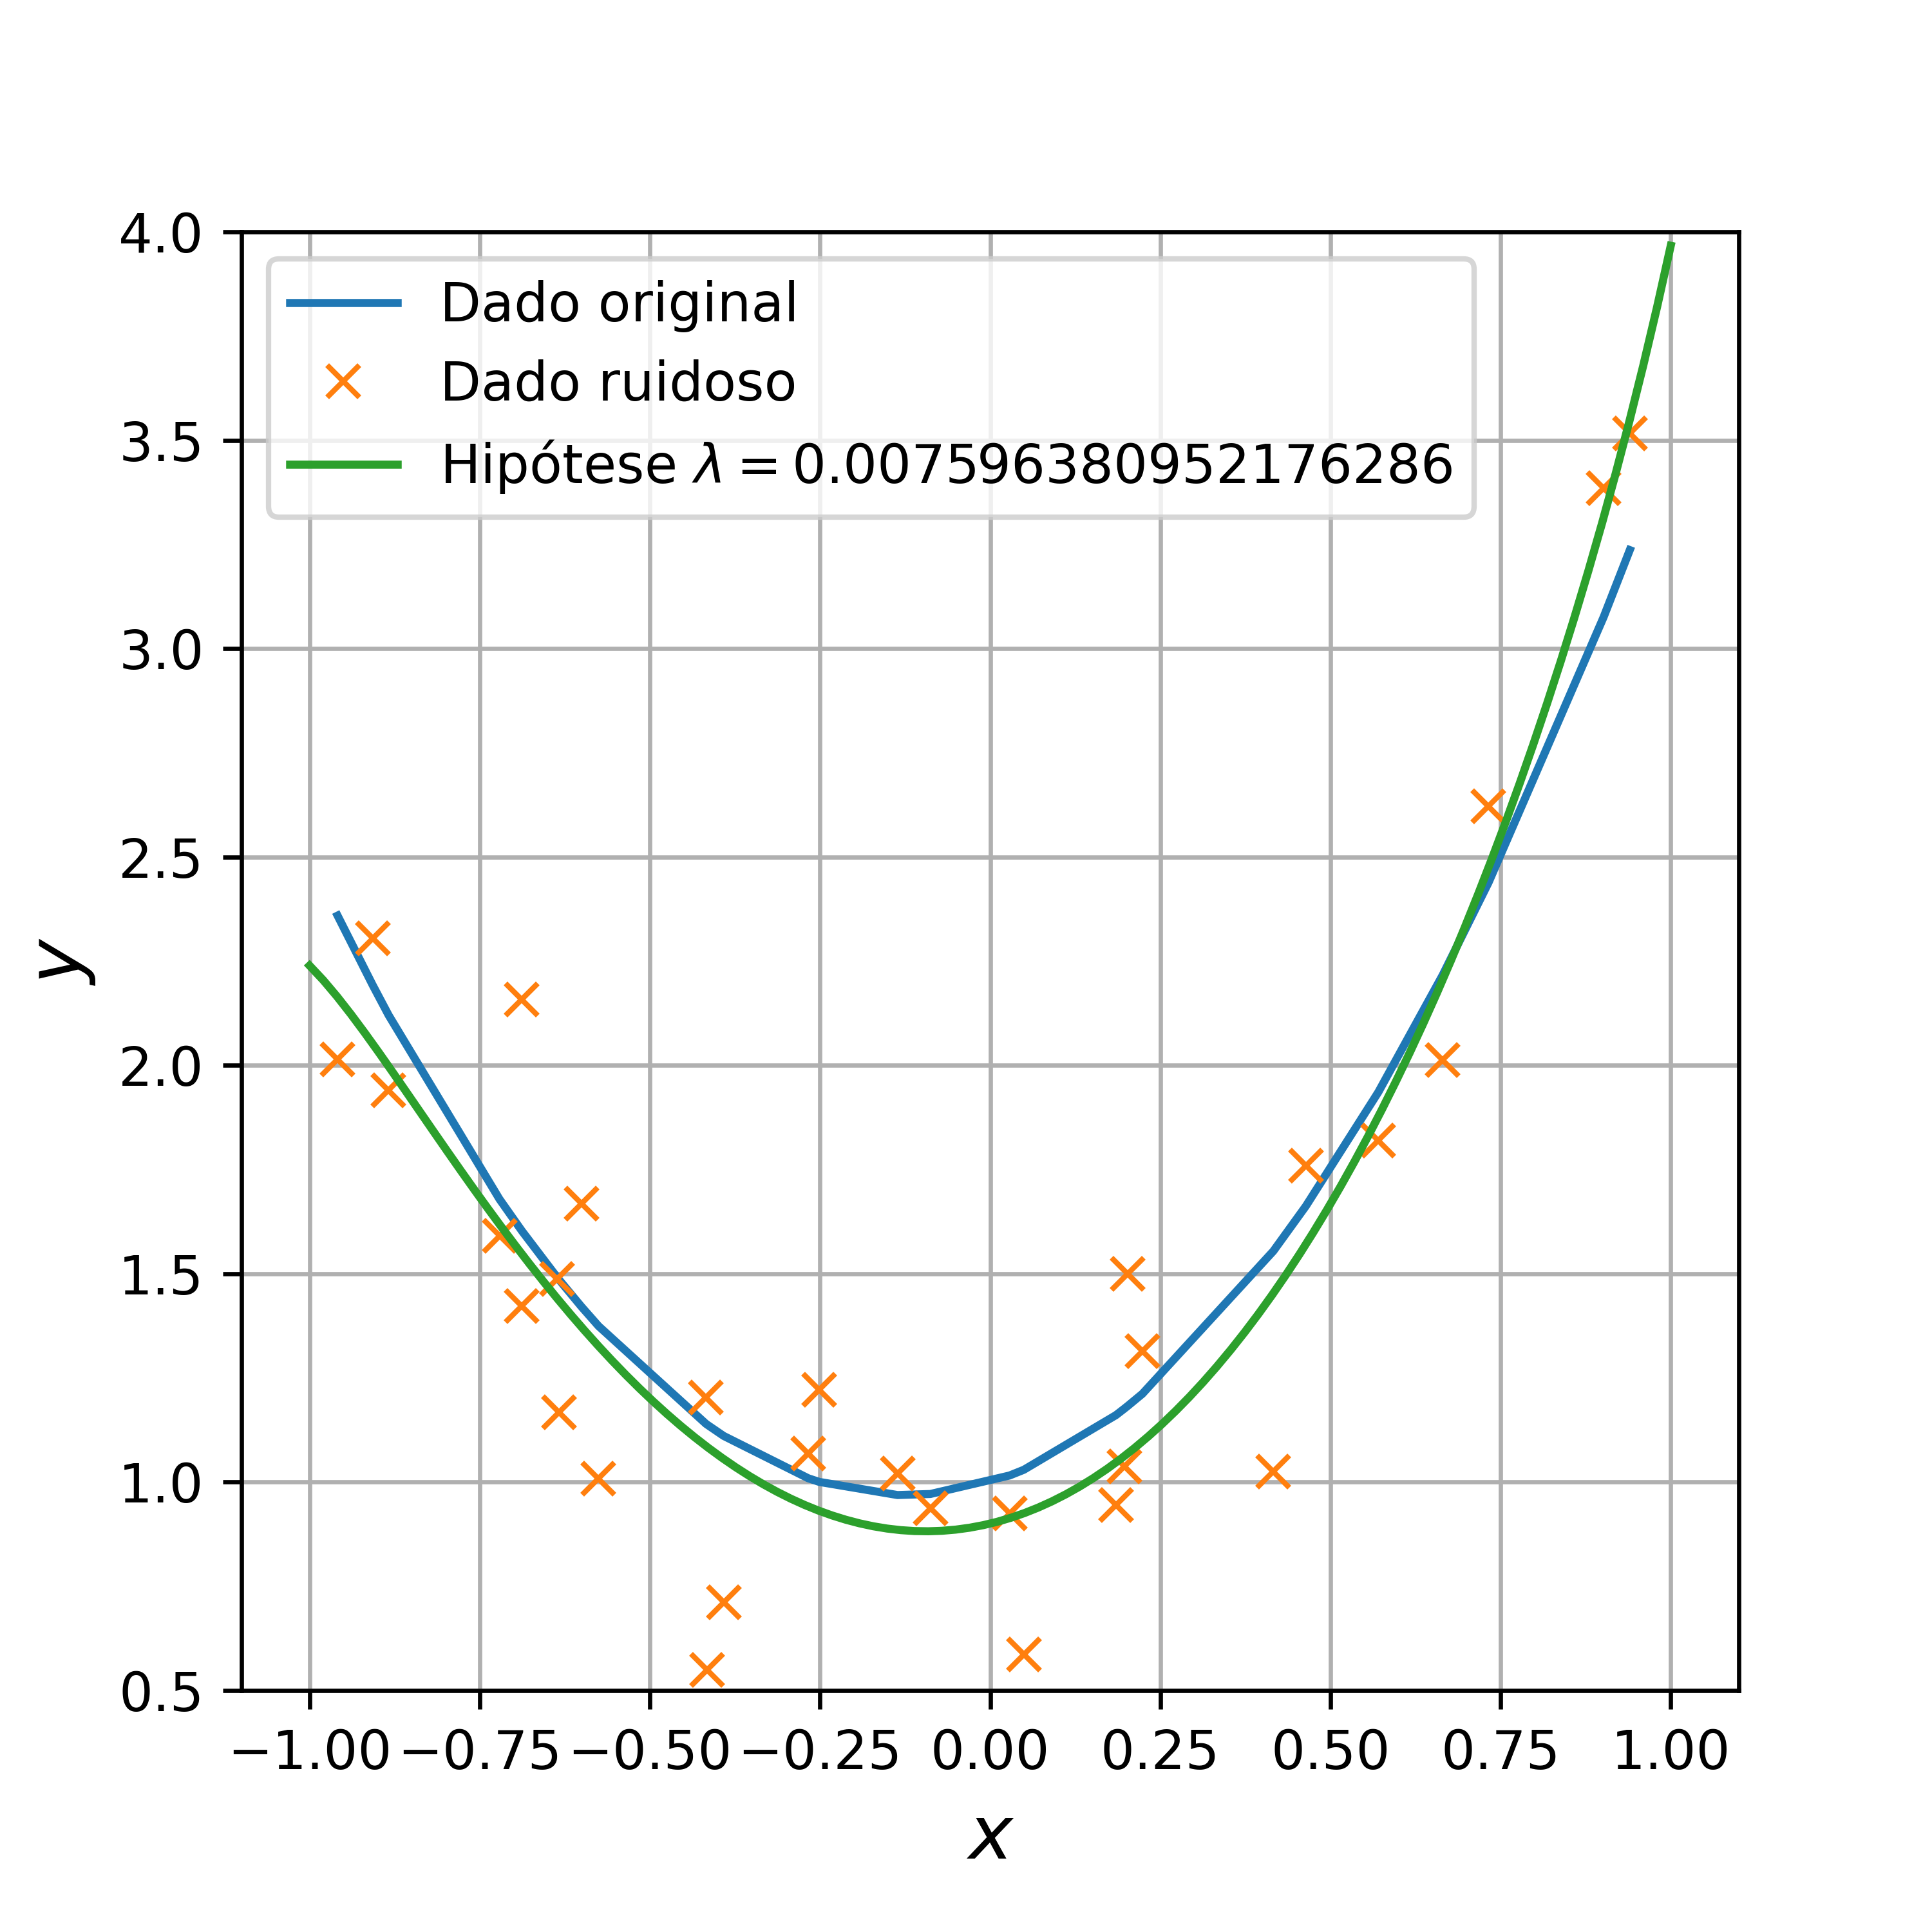 Dado original
Dado ruidoso
Hipótese λ = 0.0075963809521​76286
4.0
3.5
3.0
2.5
2.0
1.5
1.0
0.5
y
−1.00 −0.75 −0.50 −0.25 0.00 0.25 0.50 0.75 1.00
x